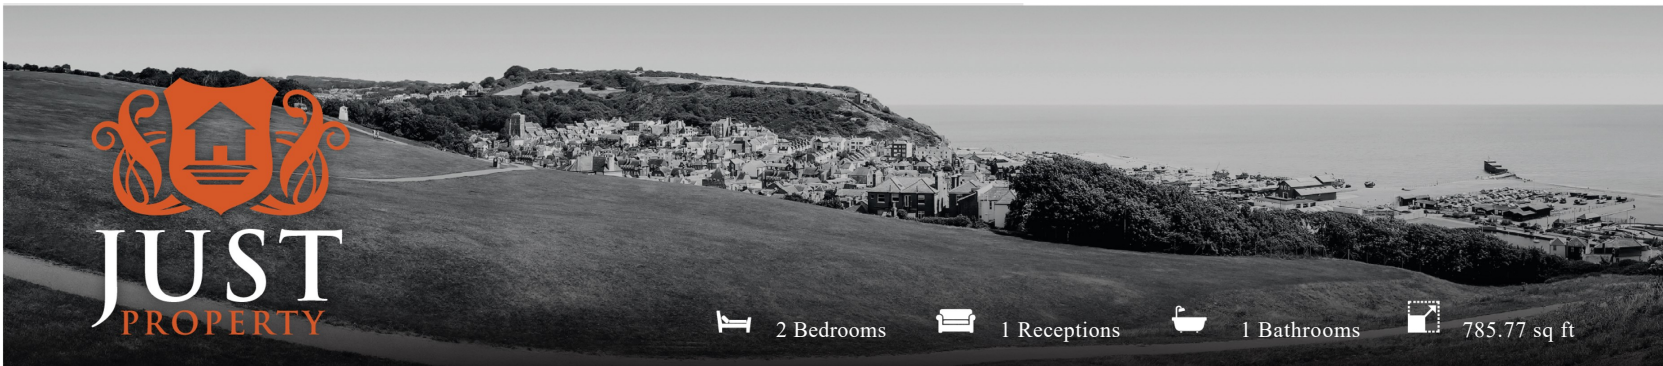 JUST
PROPERTY
2 Bedrooms
1 Receptions
1 Bathrooms
785.77 sq ft